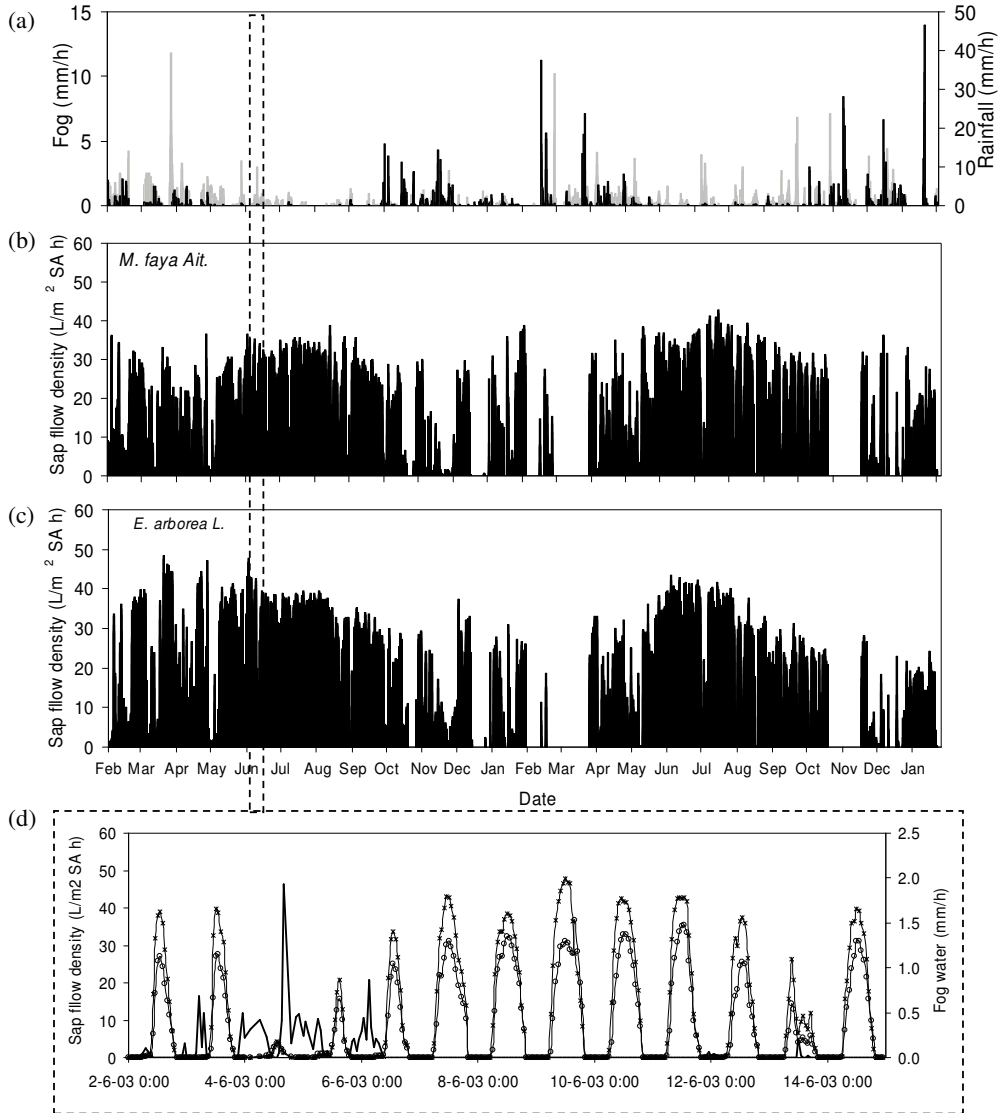 (a)
15
10
5
0
Fog (mm/h)
50
40
30
20
10
0
Rainfall (mm/h)
(b)
60
50
40
30
20
10
0
Sap fllow density (L/m ² SA h)
M. faya Ait.
(c)
60
50
40
30
20
10
0
Sap fllow density (L/m ² SA h)
E. arborea L.
Feb Mar Apr May Jun Jul Aug Sep Oct Nov Dec Jan Feb Mar Apr May Jun Jul Aug Sep Oct Nov Dec Jan
Date
(d)
60
50
40
30
20
10
0
Sap fllow density (L/m2 SA h)
2.5
2.0
1.5
1.0
0.5
0.0
Fog water (mm/h)
2-6-03 0:00 4-6-03 0:00 6-6-03 0:00 8-6-03 0:00 10-6-03 0:00 12-6-03 0:00 14-6-03 0:00